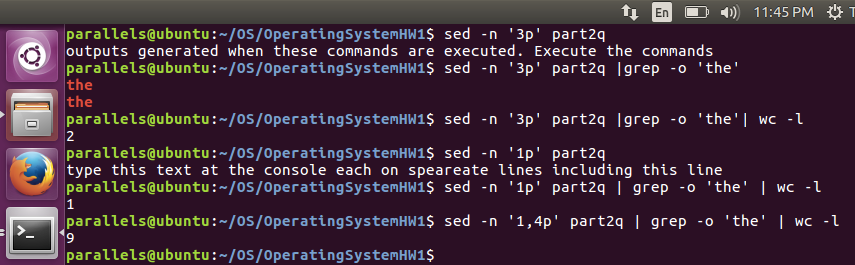 En 11:45 PM
parallels@ubuntu:~/OS/OperatingSystemHW1$ sed -n '3p' part2q
outputs generated when these commands are executed. Execute the commands
parallels@ubuntu:~/OS/OperatingSystemHW1$ sed -n '3p' part2q |grep -o 'the'
the
the
parallels@ubuntu:~/OS/OperatingSystemHW1$ sed -n '3p' part2q |grep -o 'the'| wc -l
2
parallels@ubuntu:~/OS/OperatingSystemHW1$ sed -n '1p' part2q
type this text at the console each on speareate lines including this line
parallels@ubuntu:~/OS/OperatingSystemHW1$ sed -n '1p' part2q | grep -o 'the' | wc -l
1
parallels@ubuntu:~/OS/OperatingSystemHW1$ sed -n '1,4p' part2q | grep -o 'the' | wc -l
9
parallels@ubuntu:~/OS/OperatingSystemHW1$